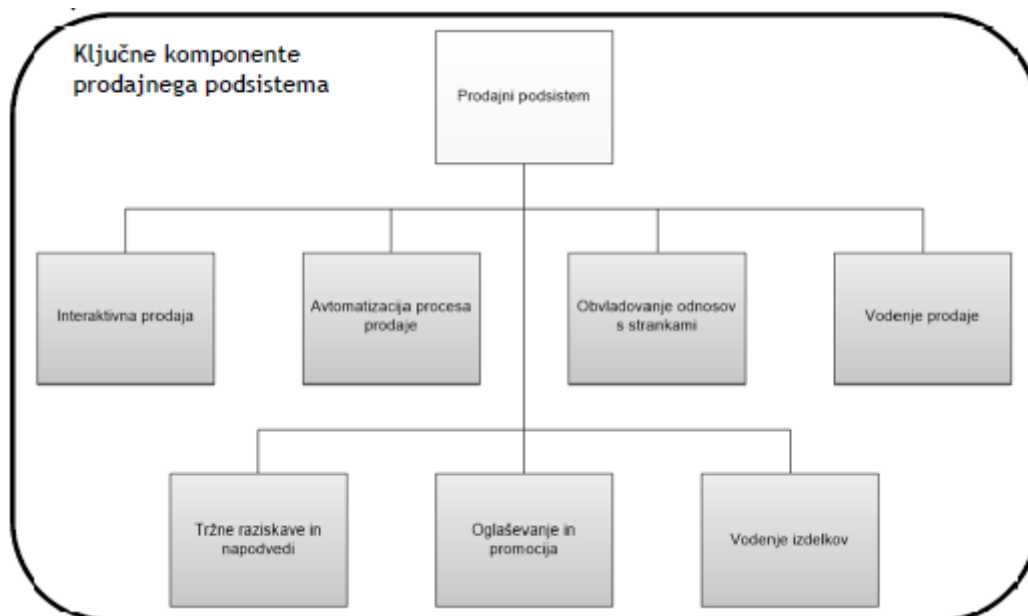 Ključne komponente
prodajnega podsistema
Prodajni podsistem
Interaktivna prodaja
Avtomatizacija procesa
prodaje
Obvladovanje odnosov
s strankami
Vodenje prodaje
Tržne raziskave in
napodvedi
Oglaševanje in
promocija
Vodenje izdelkov